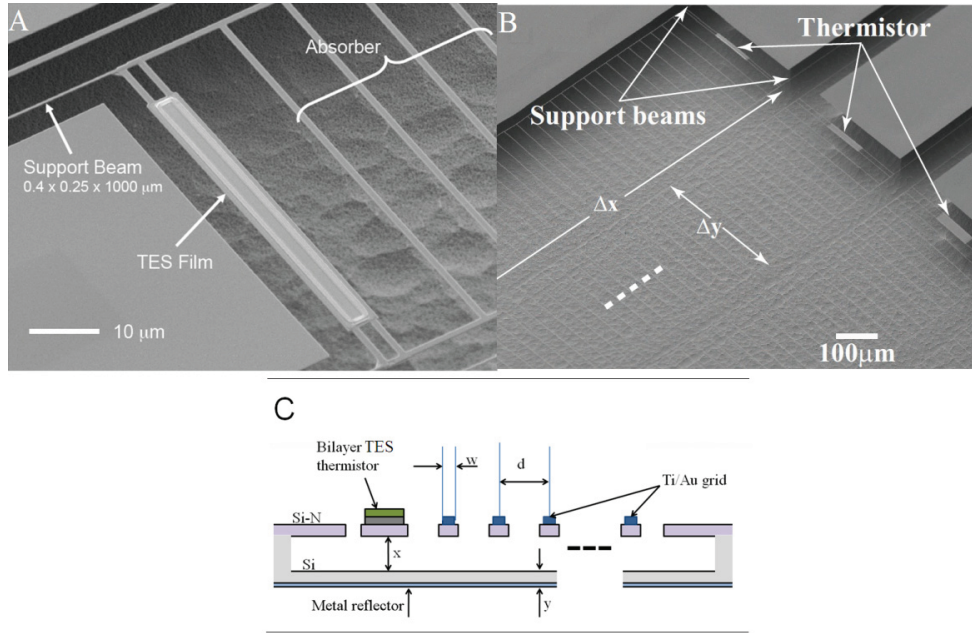 A
Absorber
Support Beam
0.4 x 0.25 x 1000 μm
TES Film
10 μm
B
Thermistor
Support beams
Δx
Δy
100μm
C
Bilayer TES
thermistor
w
d
Ti/Au grid
Si-N
x
Si
Metal reflector
y